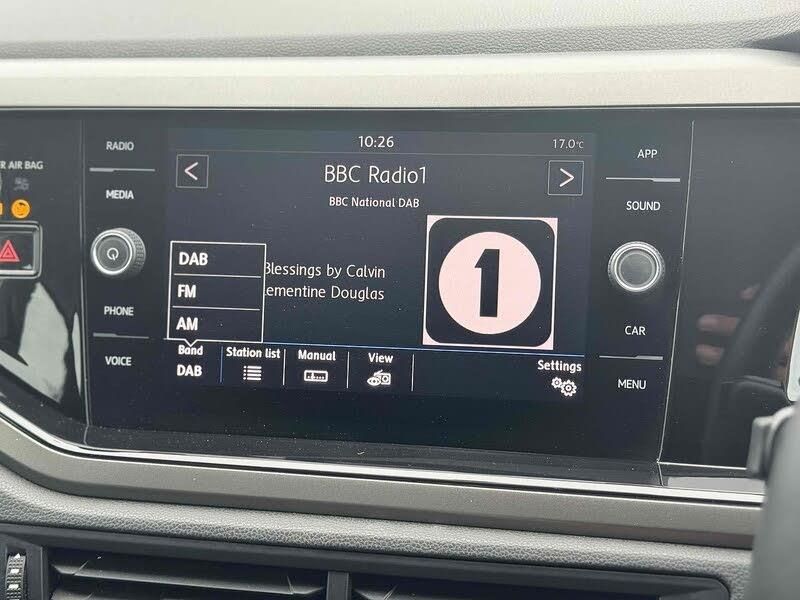 R AIR BAG
RADIO
MEDIA
PHONE
VOICE
10:26
17.0°C
<
BBC Radio1
>
BBC National DAB
Blessings by Calvin
lementine Douglas
1
DAB
FM
AM
Band
DAB
Station list
Manual
View
Settings
APP
SOUND
CAR
MENU